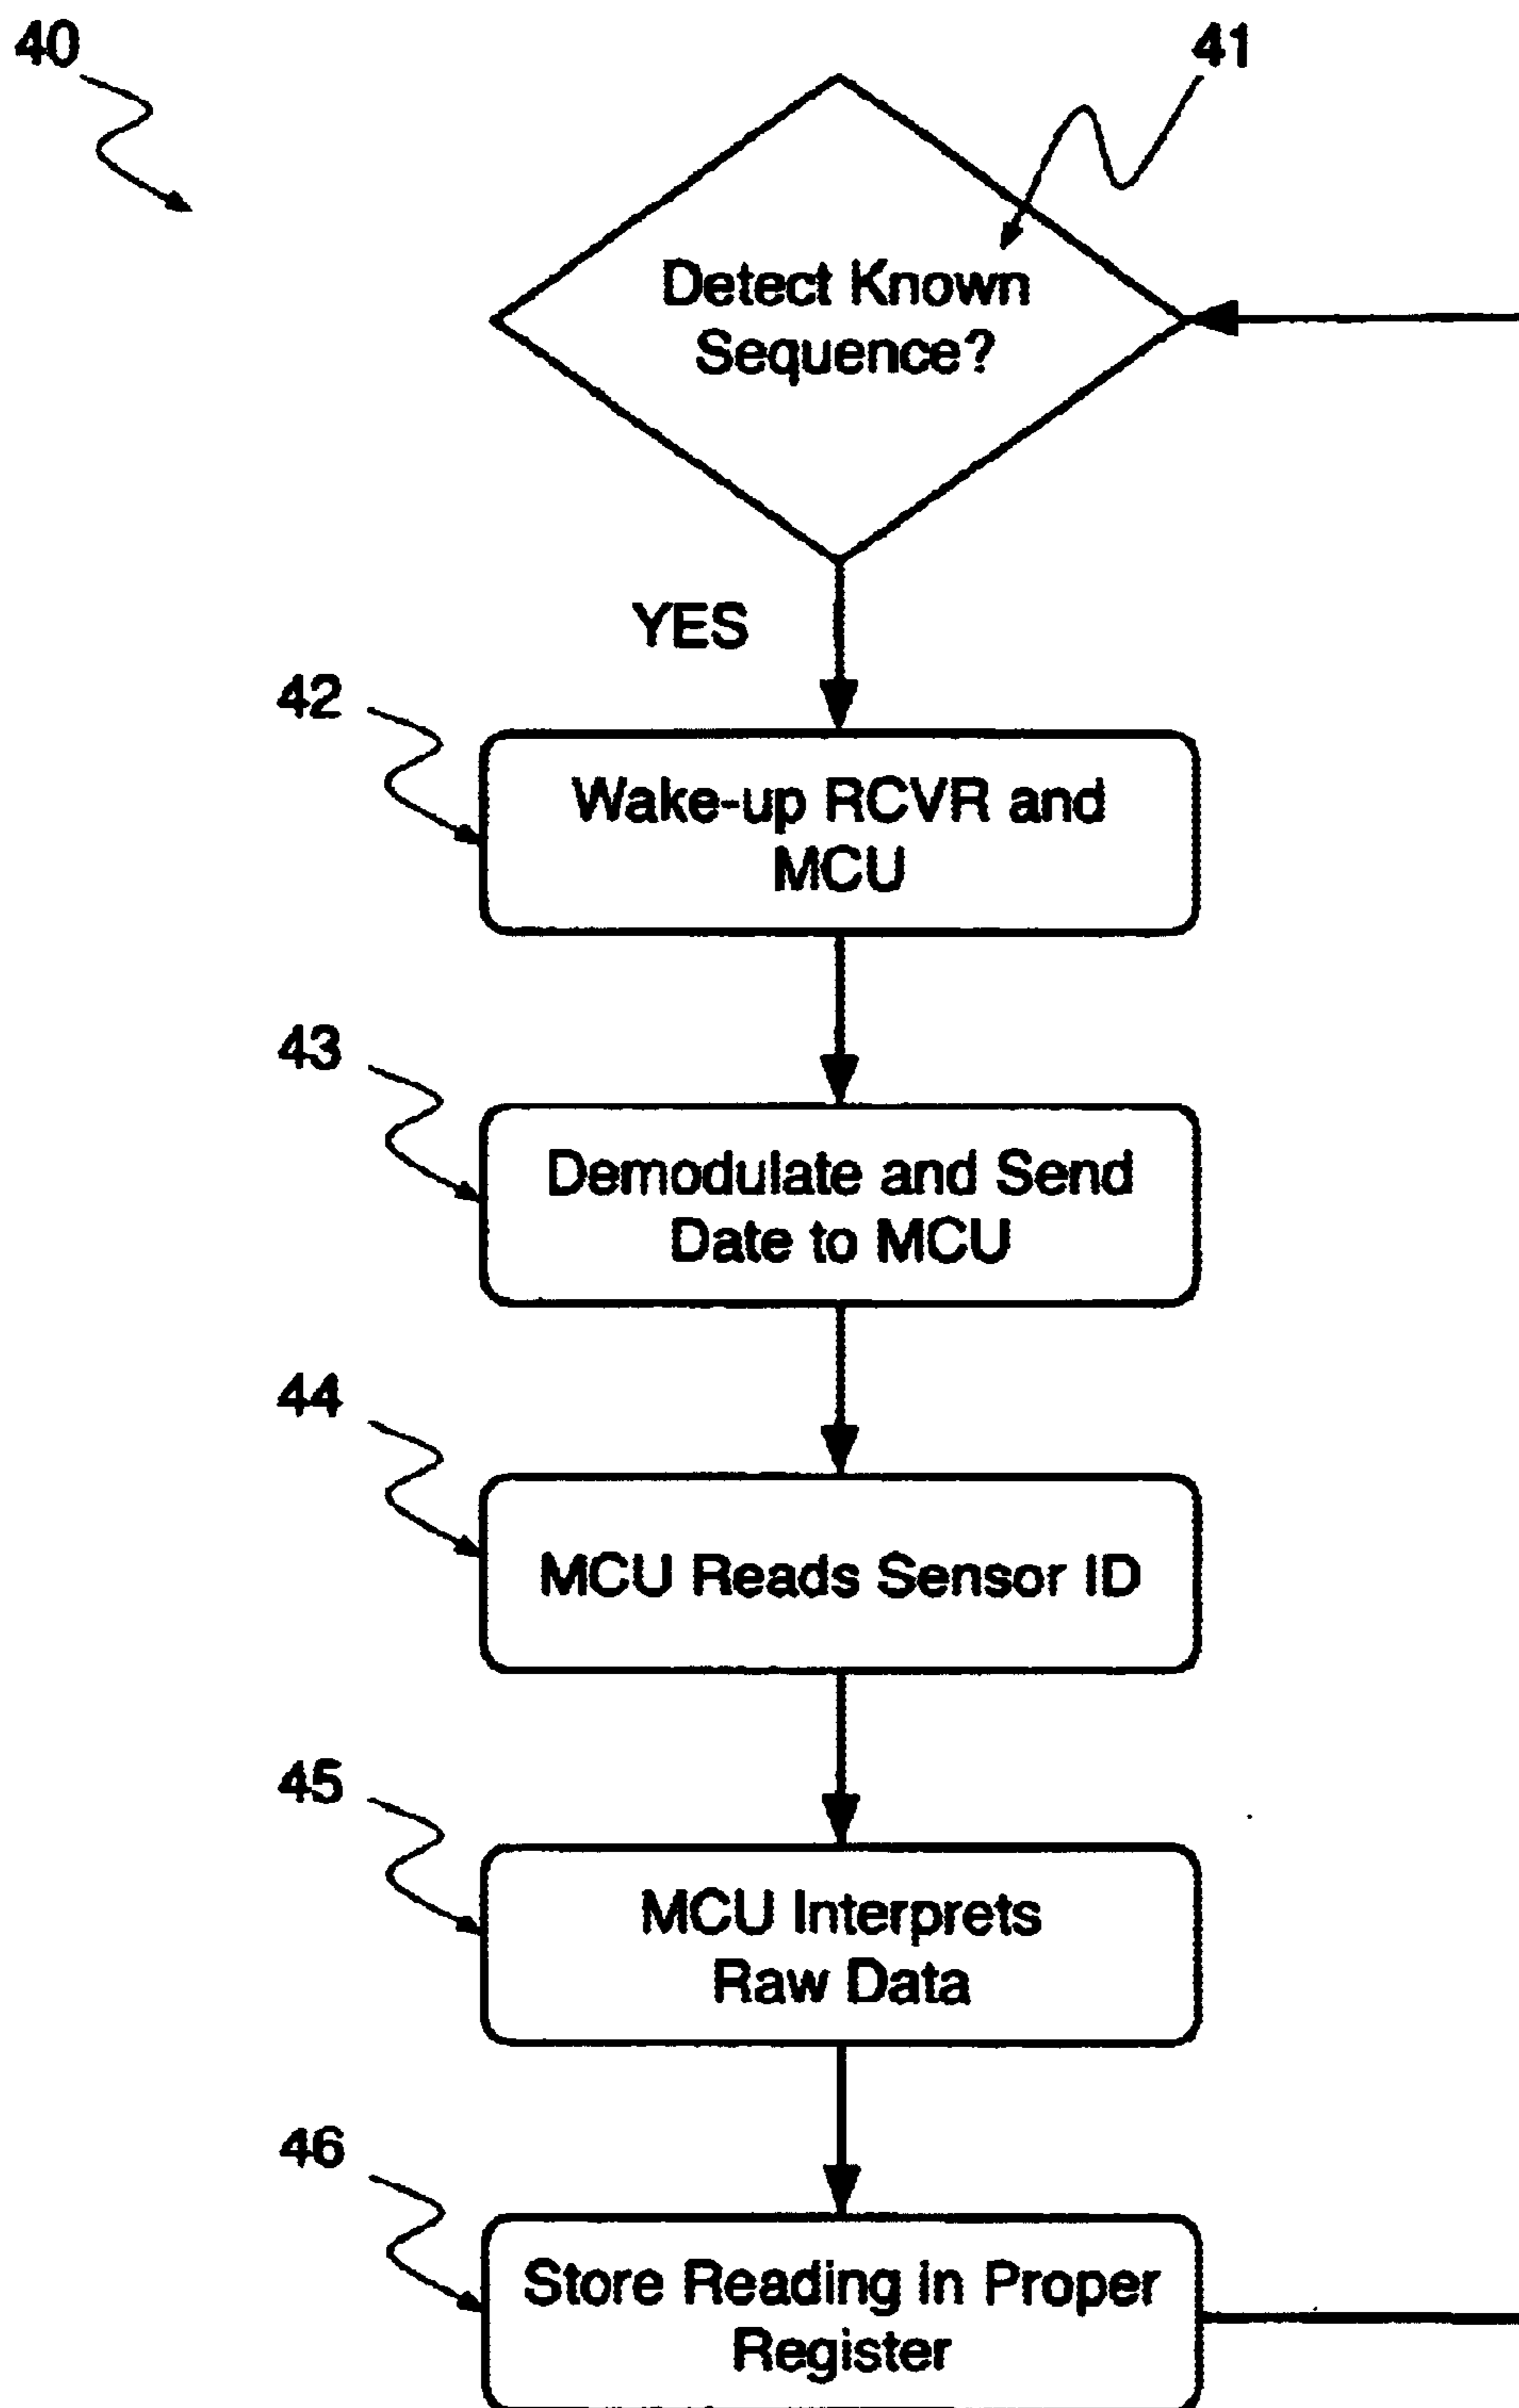 40
41
Detect Known
Sequence?
YES
42
Wake-up RCVR and
MCU
43
Demodulate and Send
Date to MCU
44
MCU Reads Sensor ID
45
MCU Interprets
Raw Data
46
Store Reading in Proper
Register